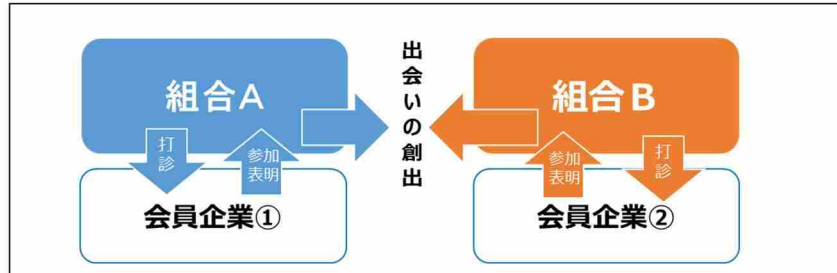 組合A
打診
参加
表明
会員企業①
出会いの創出
組合B
参加
表明
打診
会員企業②